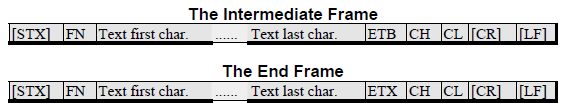 The Intermediate Frame
[STX] FN Text first char. ...... Text last char. ETB CH CL [CR] [LF]
The End Frame
[STX] FN Text first char. ...... Text last char. ETX CH CL [CR] [LF]